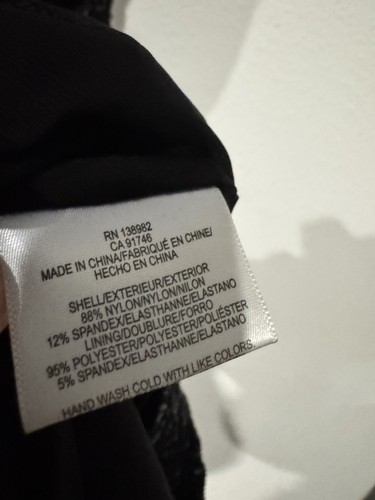 RN 138982
CA 91746
MADE IN CHINA/FABRIQUÉ EN CHINE/
HECHO EN CHINA
SHELL/EXTERIEUR/EXTERIOR
88% NYLON/NYLON/NILON
12% SPANDEX/ELASTHANNE/ELASTANO
LINING/DOUBLURE/FORRO
95% POLYESTER/POLYESTER/POLIÉSTER
5% SPANDEX/ELASTHANNE/ELASTANO
HAND WASH COLD WITH LIKE COLORS